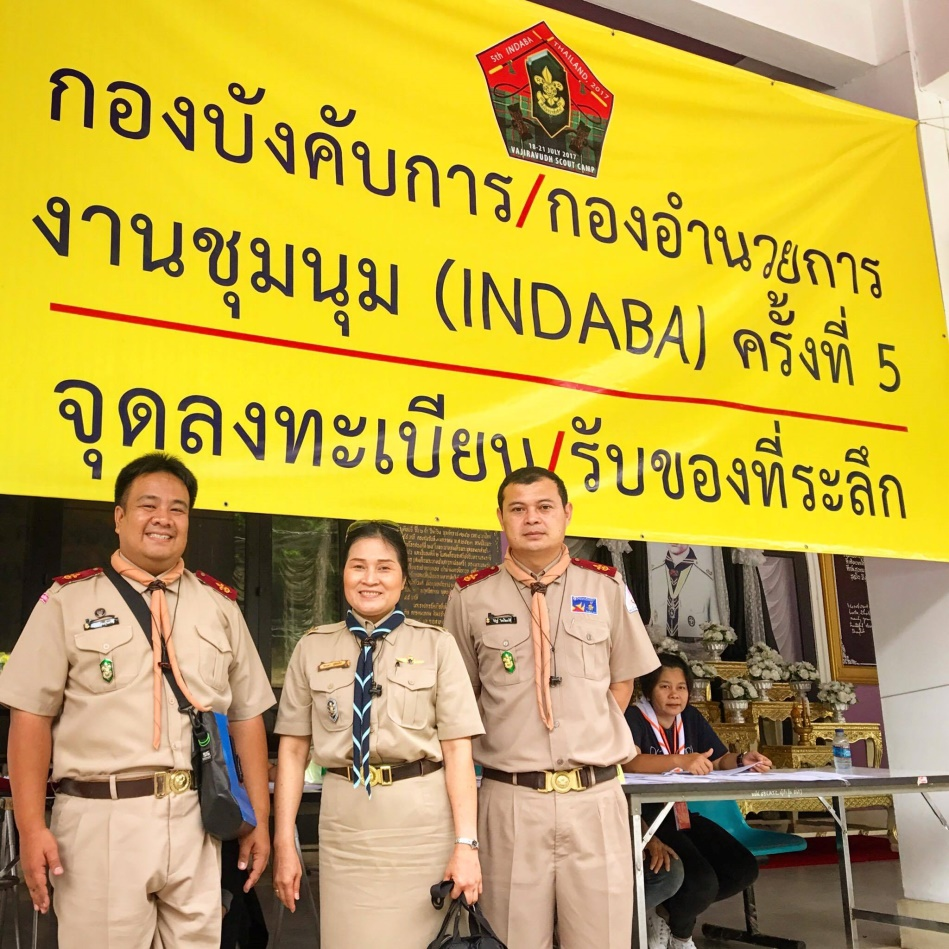 5th INDABA THAILAND, 2017
18-21 JULY 2017
VAJIRAVUDH SCOUT CAMP
กองบังคับการ/กองอำนวยการ
งานชุมนุม (INDABA) ครั้งที่ 5
จุดลงทะเบียน/รับของที่ระลึก